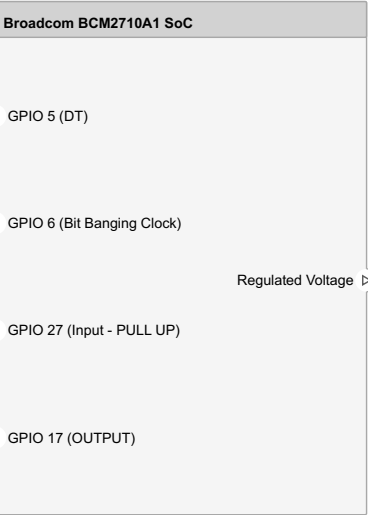 Broadcom BCM2710A1 SoC
GPIO 5 (DT)
GPIO 6 (Bit Banging Clock)
Regulated Voltage
GPIO 27 (Input - PULL UP)
GPIO 17 (OUTPUT)